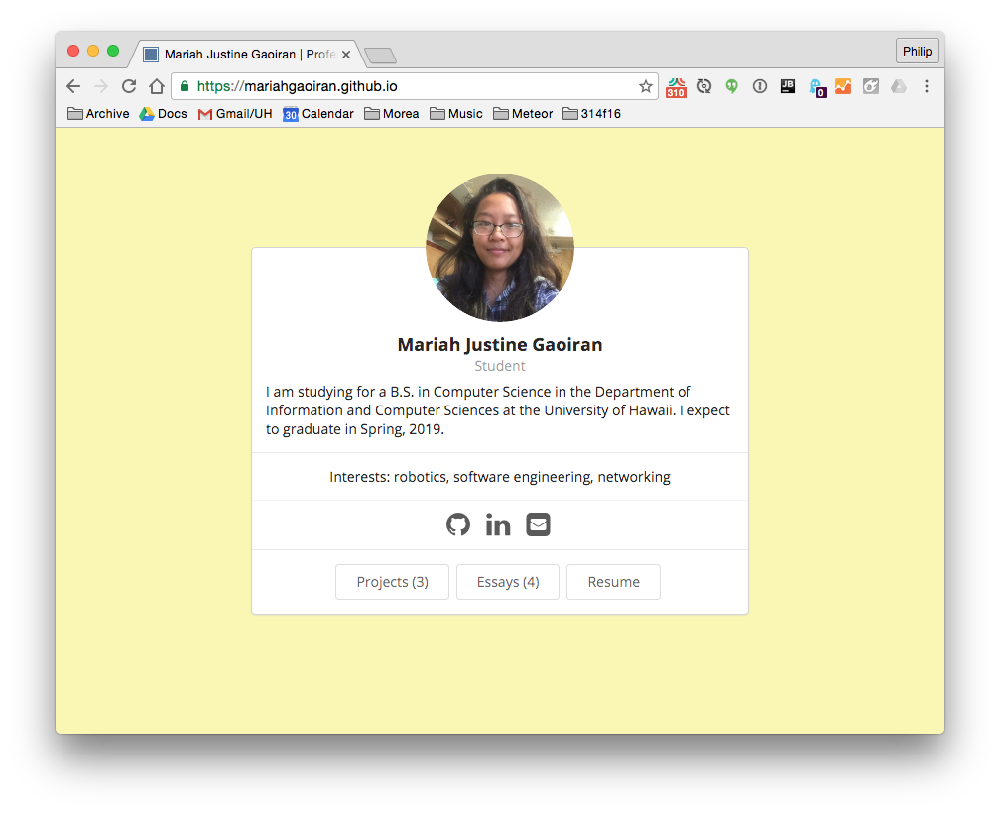 Mariah Justine Gaoiran | Profe
Philip
https://mariahgaoiran.github.io
310
JB
0
Archive Docs Gmail/UH 30 Calendar Morea Music Meteor 314f16
Mariah Justine Gaoiran
Student
I am studying for a B.S. in Computer Science in the Department of
Information and Computer Sciences at the University of Hawaii. I expect
to graduate in Spring, 2019.
Interests: robotics, software engineering, networking
in
Projects (3) Essays (4) Resume